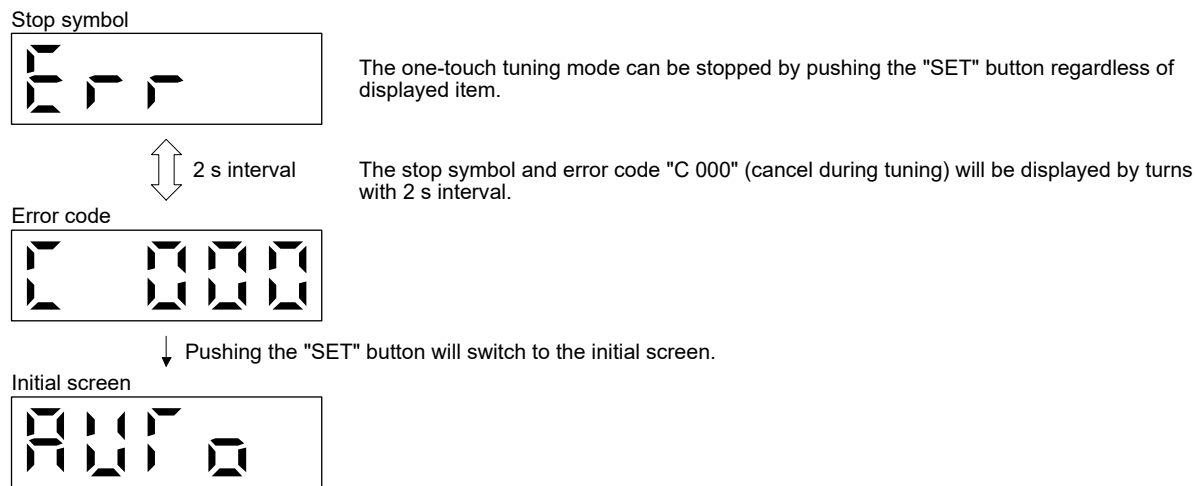 Stop symbol
Err
The one-touch tuning mode can be stopped by pushing the "SET" button regardless of
displayed item.
2 s interval
The stop symbol and error code "C 000" (cancel during tuning) will be displayed by turns
with 2 s interval.
Error code
C 000
Pushing the "SET" button will switch to the initial screen.
Initial screen
AUTo